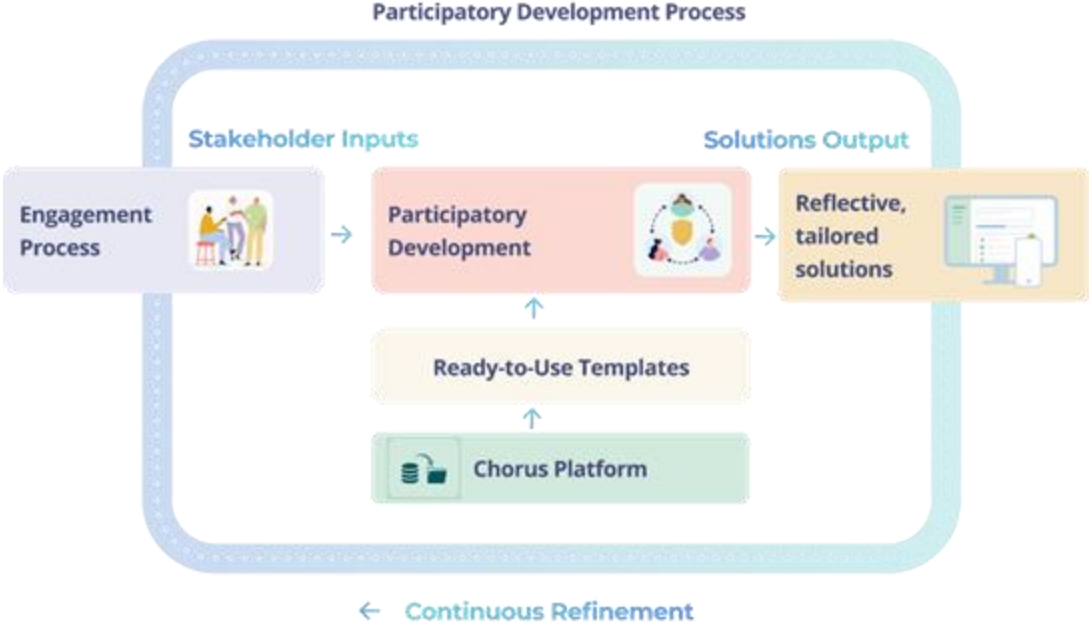 Participatory Development Process
Stakeholder Inputs
Solutions Output
Engagement
Process
Participatory
Development
Reflective,
tailored
solutions
Ready-to-Use Templates
Chorus Platform
Continuous Refinement